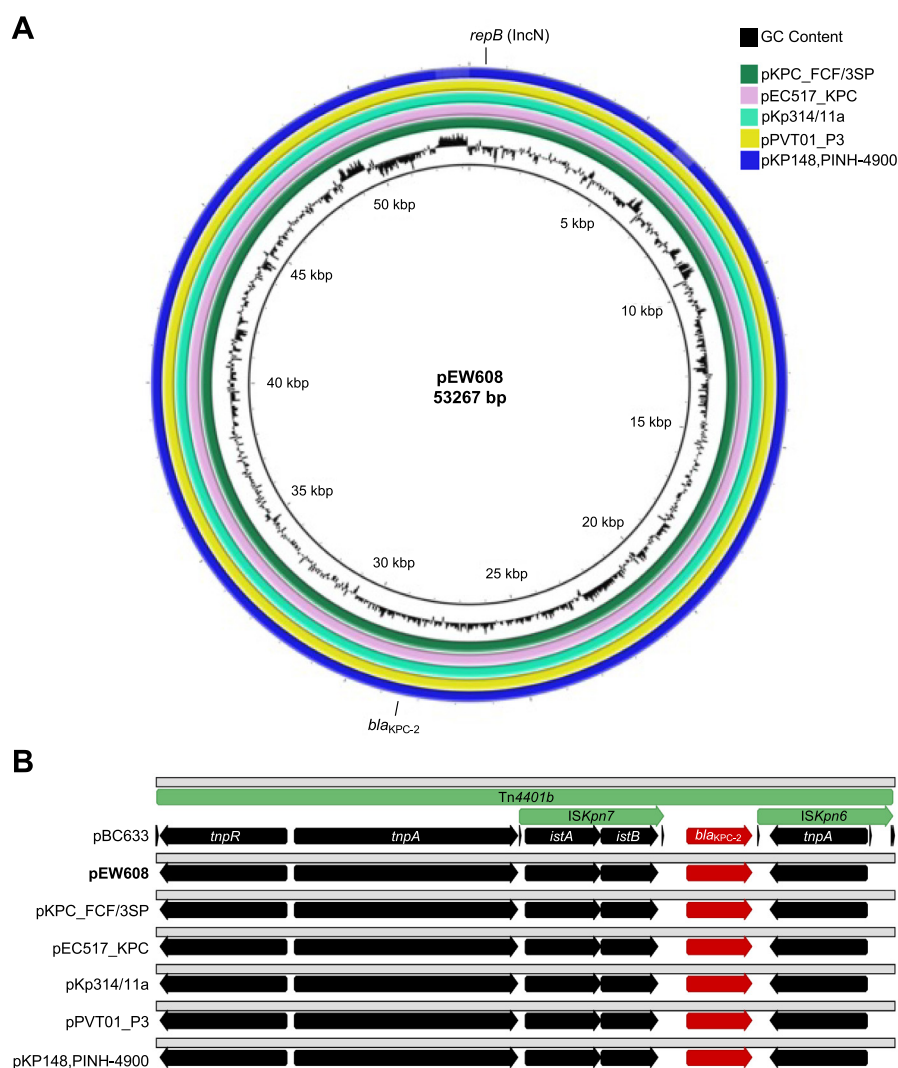 A
repB (IncN)
GC Content
pKPC_FCF/3SP
pEC517_KPC
pKp314/11a
pPVT01_P3
pKP148,PINH-4900
50 kbp
5 kbp
45 kbp
10 kbp
40 kbp
pEW608
53267 bp
15 kbp
35 kbp
20 kbp
30 kbp
25 kbp
blaKPC-2
B
Tn4401b
ISKpn7 ISKpn6
pBC633 tnpR tnpA istA istB blaKPC-2 tnpA
pEW608
pKPC_FCF/3SP
pEC517_KPC
pKp314/11a
pPVT01_P3
pKP148,PINH-4900